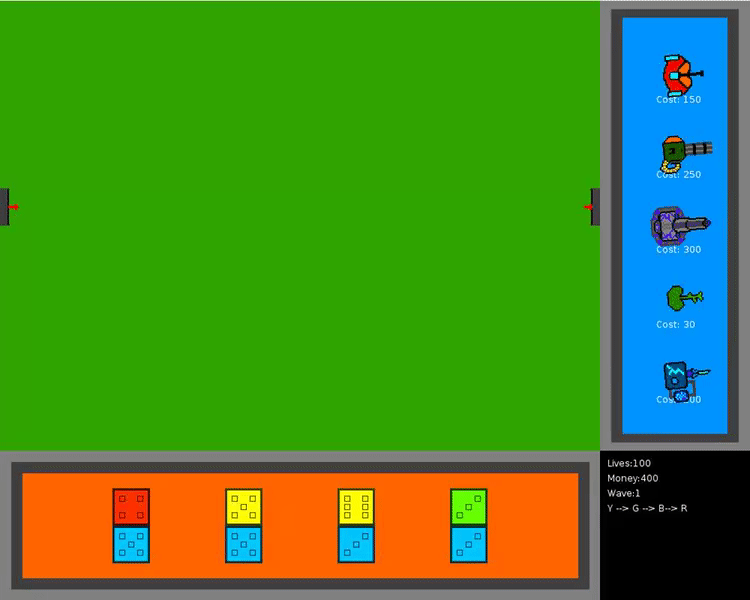 Cost: 150
Cost: 250
Cost: 300
Cost: 30
Lives:100
Money:400
Wave:1
Y --> G --> B--> R